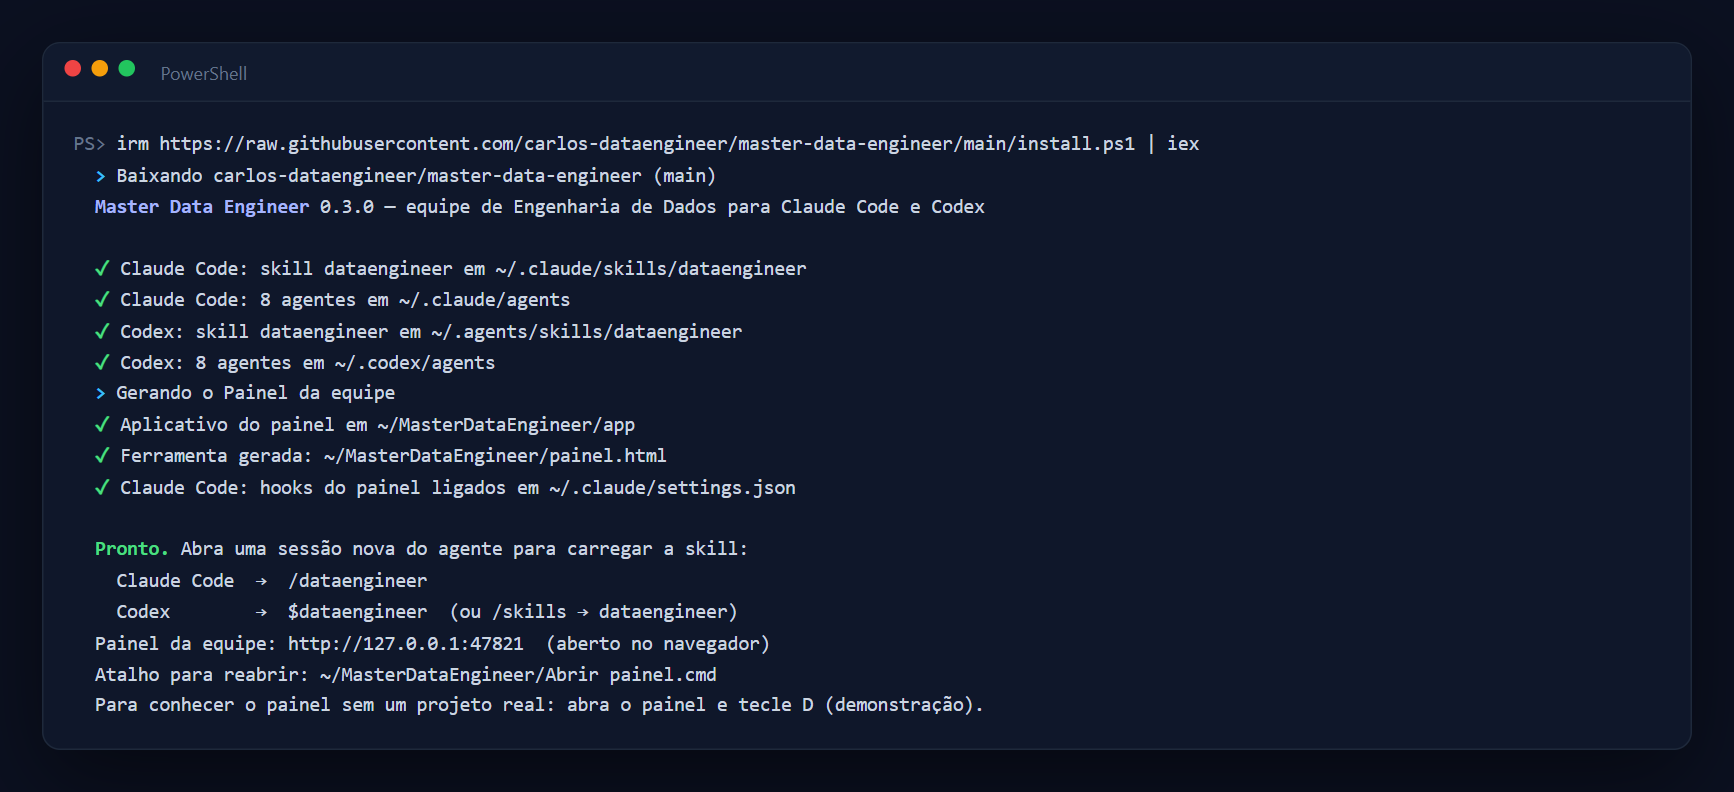 PowerShell
PS> irm https://raw.githubusercontent.com/carlos-dataengineer/master-data-engineer/main/install.ps1 | iex
> Baixando carlos-dataengineer/master-data-engineer (main)
Master Data Engineer 0.3.0 — equipe de Engenharia de Dados para Claude Code e Codex
✓ Claude Code: skill dataengineer em ~/.claude/skills/dataengineer
✓ Claude Code: 8 agentes em ~/.claude/agents
✓ Codex: skill dataengineer em ~/.agents/skills/dataengineer
✓ Codex: 8 agentes em ~/.codex/agents
> Gerando o Painel da equipe
✓ Aplicativo do painel em ~/MasterDataEngineer/app
✓ Ferramenta gerada: ~/MasterDataEngineer/painel.html
✓ Claude Code: hooks do painel ligados em ~/.claude/settings.json
Pronto. Abra uma sessão nova do agente para carregar a skill:
Claude Code → /dataengineer
Codex → $dataengineer (ou /skills → dataengineer)
Painel da equipe: http://127.0.0.1:47821 (aberto no navegador)
Atalho para reabrir: ~/MasterDataEngineer/Abrir painel.cmd
Para conhecer o painel sem um projeto real: abra o painel e tecle D (demonstração).